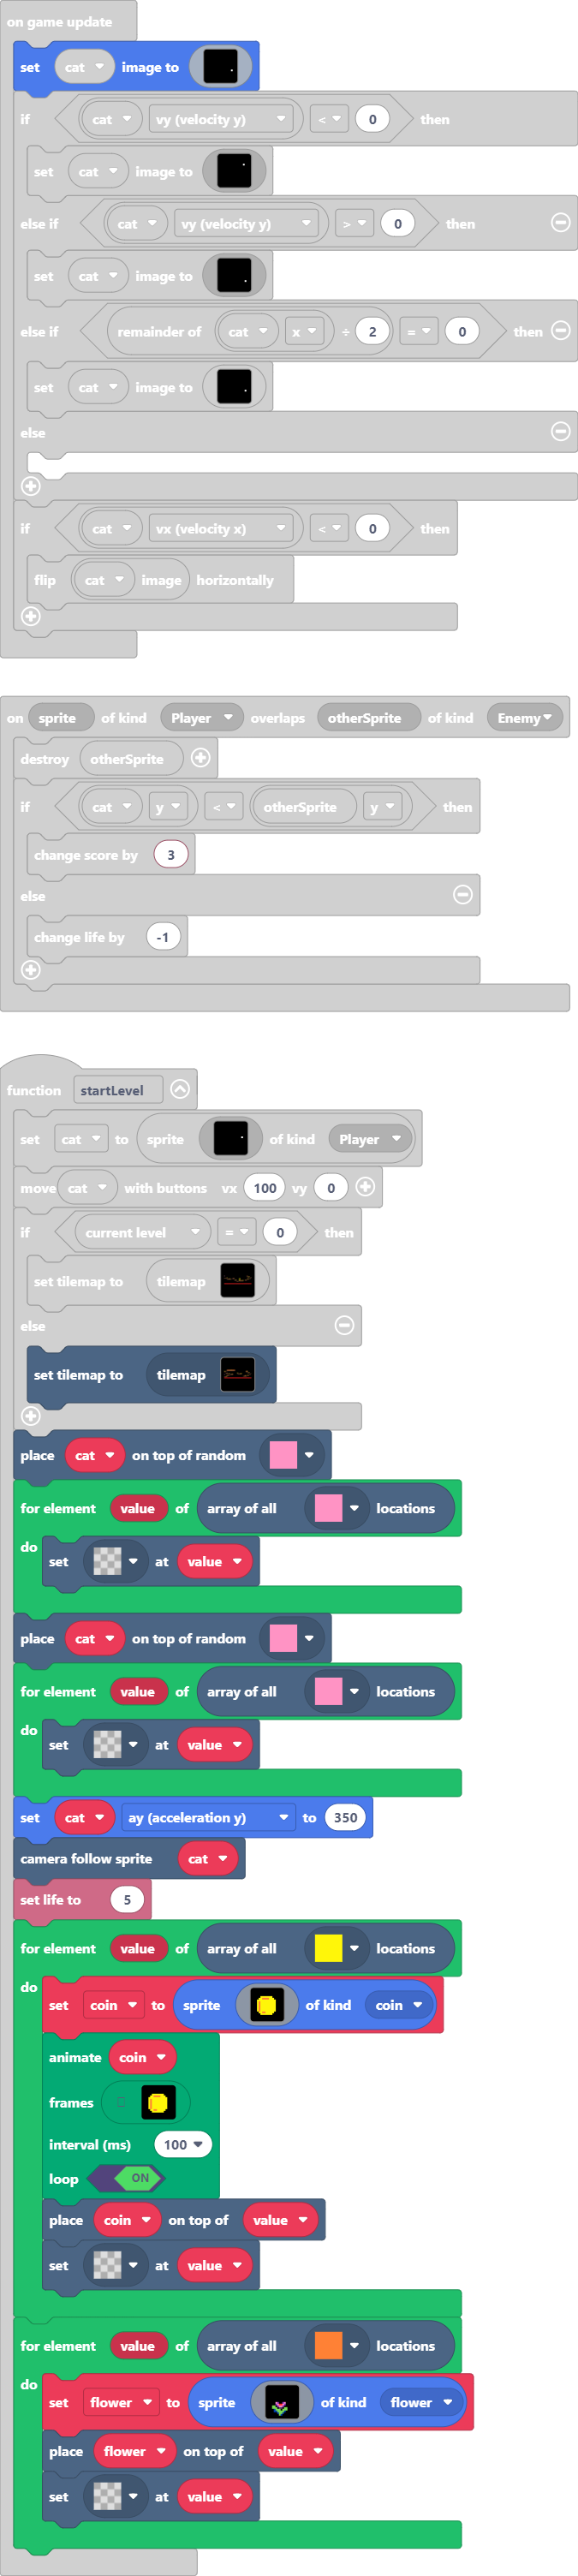 on game update
set cat image to
if cat vy (velocity y) < 0 then
set cat image to
else if cat vy (velocity y) > 0 then
set cat image to
else if remainder of cat x ÷ 2 = 0 then
set cat image to
else
if cat vx (velocity x) < 0 then
flip cat image horizontally
on sprite of kind Player overlaps otherSprite of kind Enemy
destroy otherSprite
if cat y < otherSprite y then
change score by 3
else
change life by -1
function startLevel
set cat to sprite of kind Player
move cat with buttons vx 100 vy 0
if current level = 0 then
set tilemap to tilemap
else
set tilemap to tilemap
place cat on top of random
for element value of array of all locations
do set at value
place cat on top of random
for element value of array of all locations
do set at value
set cat ay (acceleration y) to 350
camera follow sprite cat
set life to 5
for element value of array of all locations
do set coin to sprite of kind coin
animate coin
frames
interval (ms) 100
loop ON
place coin on top of value
set at value
for element value of array of all locations
do set flower to sprite of kind flower
place flower on top of value
set at value